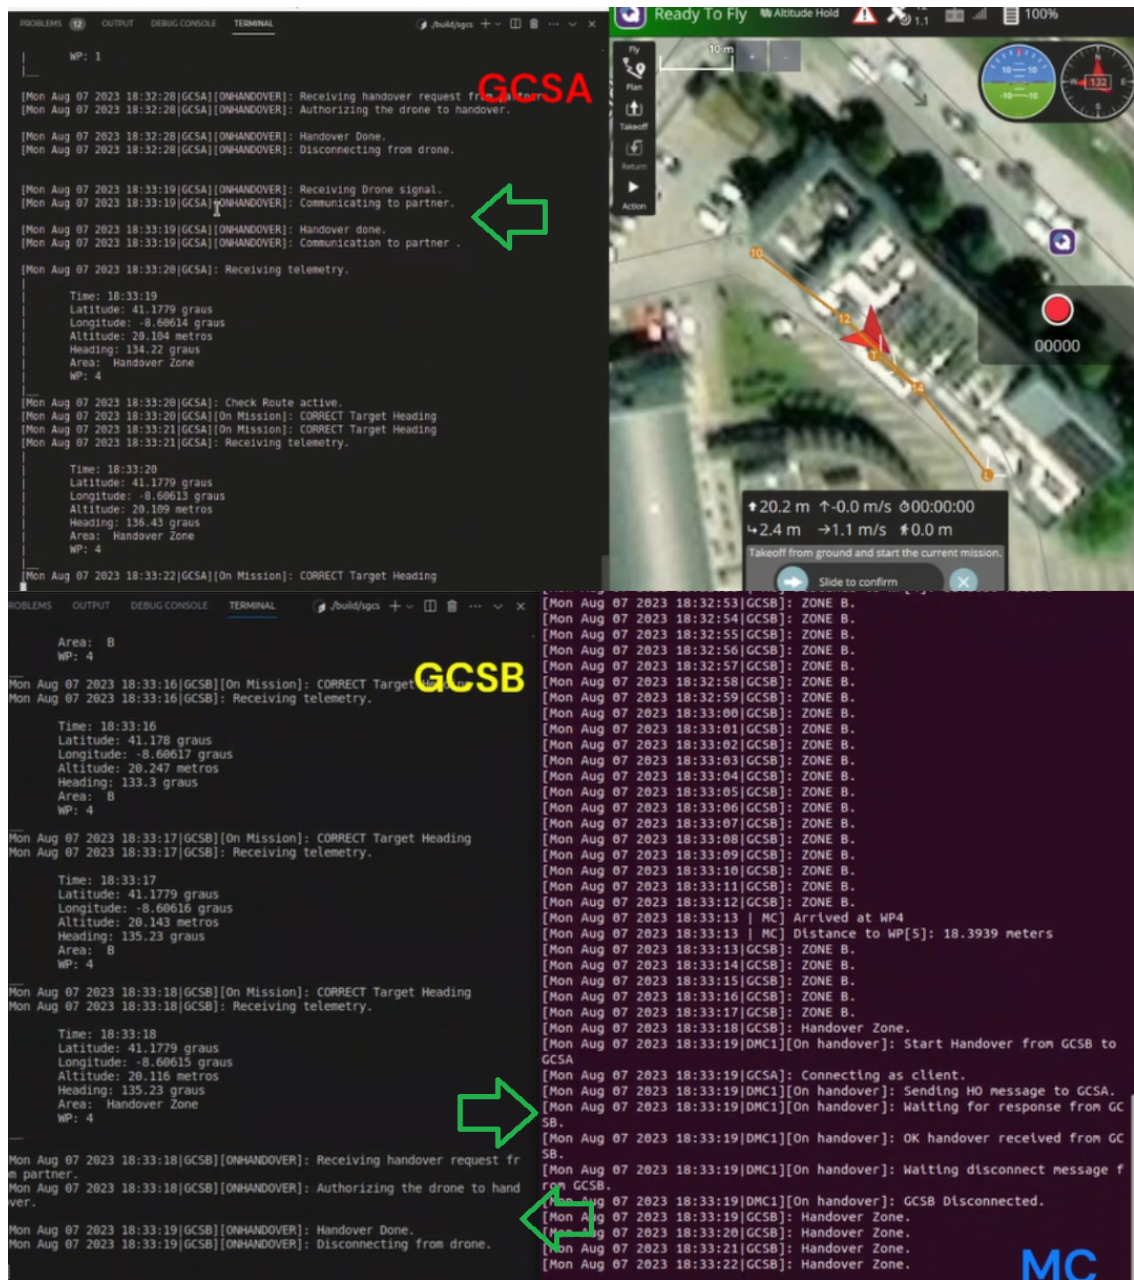 PROBLEMS 12 OUTPUT DEBUG CONSOLE TERMINAL ./build/sgcs
WP: 1
GCSA
[Mon Aug 07 2023 18:32:28|GCSA][ONHANDOVER]: Receiving handover request from partner
[Mon Aug 07 2023 18:32:28|GCSA][ONHANDOVER]: Authorizing the drone to handover.
[Mon Aug 07 2023 18:32:28|GCSA][ONHANDOVER]: Handover Done.
[Mon Aug 07 2023 18:32:28|GCSA][ONHANDOVER]: Disconnecting from drone.
[Mon Aug 07 2023 18:33:19|GCSA][ONHANDOVER]: Receiving Drone signal.
[Mon Aug 07 2023 18:33:19|GCSA][ONHANDOVER]: Communicating to partner.
[Mon Aug 07 2023 18:33:19|GCSA][ONHANDOVER]: Handover done.
[Mon Aug 07 2023 18:33:19|GCSA][ONHANDOVER]: Communication to partner .
[Mon Aug 07 2023 18:33:20|GCSA]: Receiving telemetry.
Time: 18:33:19
Latitude: 41.1779 graus
Longitude: -8.60614 graus
Altitude: 20.104 metros
Heading: 134.22 graus
Area: Handover Zone
WP: 4
[Mon Aug 07 2023 18:33:20|GCSA]: Check Route active.
[Mon Aug 07 2023 18:33:20|GCSA][On Mission]: CORRECT Target Heading
[Mon Aug 07 2023 18:33:21|GCSA][On Mission]: CORRECT Target Heading
[Mon Aug 07 2023 18:33:21|GCSA]: Receiving telemetry.
Time: 18:33:20
Latitude: 41.1779 graus
Longitude: -8.60613 graus
Altitude: 20.109 metros
Heading: 136.43 graus
Area: Handover Zone
WP: 4
[Mon Aug 07 2023 18:33:22|GCSA][On Mission]: CORRECT Target Heading
Ready To Fly Altitude Hold 1.1 100%
Fly
10 m
Plan
Takeoff
Return
Action
10 10
-10 -10
N
W 132 E
S
10
12
T
14
L
00000
20.2 m -0.0 m/s 00:00:00
2.4 m 1.1 m/s 0.0 m
Takeoff from ground and start the current mission.
Slide to confirm
ROBLEMS OUTPUT DEBUG CONSOLE TERMINAL ./build/sgcs
Area: B
WP: 4
GCSB
Mon Aug 07 2023 18:33:16|GCSB][On Mission]: CORRECT Target
Mon Aug 07 2023 18:33:16|GCSB]: Receiving telemetry.
Time: 18:33:16
Latitude: 41.178 graus
Longitude: -8.60617 graus
Altitude: 20.247 metros
Heading: 133.3 graus
Area: B
WP: 4
Mon Aug 07 2023 18:33:17|GCSB][On Mission]: CORRECT Target Heading
Mon Aug 07 2023 18:33:17|GCSB]: Receiving telemetry.
Time: 18:33:17
Latitude: 41.1779 graus
Longitude: -8.60616 graus
Altitude: 20.143 metros
Heading: 135.23 graus
Area: B
WP: 4
Mon Aug 07 2023 18:33:18|GCSB][On Mission]: CORRECT Target Heading
Mon Aug 07 2023 18:33:18|GCSB]: Receiving telemetry.
Time: 18:33:18
Latitude: 41.1779 graus
Longitude: -8.60615 graus
Altitude: 20.116 metros
Heading: 135.23 graus
Area: Handover Zone
WP: 4
Mon Aug 07 2023 18:33:18|GCSB][ONHANDOVER]: Receiving handover request fr
m partner.
Mon Aug 07 2023 18:33:18|GCSB][ONHANDOVER]: Authorizing the drone to hand
ver.
Mon Aug 07 2023 18:33:19|GCSB][ONHANDOVER]: Handover Done.
Mon Aug 07 2023 18:33:19|GCSB][ONHANDOVER]: Disconnecting from drone.
[Mon Aug 07 2023 18:32:53|GCSB]: ZONE B.
[Mon Aug 07 2023 18:32:54|GCSB]: ZONE B.
[Mon Aug 07 2023 18:32:55|GCSB]: ZONE B.
[Mon Aug 07 2023 18:32:56|GCSB]: ZONE B.
[Mon Aug 07 2023 18:32:57|GCSB]: ZONE B.
[Mon Aug 07 2023 18:32:58|GCSB]: ZONE B.
[Mon Aug 07 2023 18:32:59|GCSB]: ZONE B.
[Mon Aug 07 2023 18:33:00|GCSB]: ZONE B.
[Mon Aug 07 2023 18:33:01|GCSB]: ZONE B.
[Mon Aug 07 2023 18:33:02|GCSB]: ZONE B.
[Mon Aug 07 2023 18:33:03|GCSB]: ZONE B.
[Mon Aug 07 2023 18:33:04|GCSB]: ZONE B.
[Mon Aug 07 2023 18:33:05|GCSB]: ZONE B.
[Mon Aug 07 2023 18:33:06|GCSB]: ZONE B.
[Mon Aug 07 2023 18:33:07|GCSB]: ZONE B.
[Mon Aug 07 2023 18:33:08|GCSB]: ZONE B.
[Mon Aug 07 2023 18:33:09|GCSB]: ZONE B.
[Mon Aug 07 2023 18:33:10|GCSB]: ZONE B.
[Mon Aug 07 2023 18:33:11|GCSB]: ZONE B.
[Mon Aug 07 2023 18:33:12|GCSB]: ZONE B.
[Mon Aug 07 2023 18:33:13 | MC] Arrived at WP4
[Mon Aug 07 2023 18:33:13 | MC] Distance to WP[5]: 18.3939 meters
[Mon Aug 07 2023 18:33:13|GCSB]: ZONE B.
[Mon Aug 07 2023 18:33:14|GCSB]: ZONE B.
[Mon Aug 07 2023 18:33:15|GCSB]: ZONE B.
[Mon Aug 07 2023 18:33:16|GCSB]: ZONE B.
[Mon Aug 07 2023 18:33:17|GCSB]: ZONE B.
[Mon Aug 07 2023 18:33:18|GCSB]: Handover Zone.
[Mon Aug 07 2023 18:33:19|DMC1][On handover]: Start Handover from GCSB to
GCSA
[Mon Aug 07 2023 18:33:19|GCSA]: Connecting as client.
[Mon Aug 07 2023 18:33:19|DMC1][On handover]: Sending HO message to GCSA.
[Mon Aug 07 2023 18:33:19|DMC1][On handover]: Waiting for response from GC
SB.
[Mon Aug 07 2023 18:33:19|DMC1][On handover]: OK handover received from GC
SB.
[Mon Aug 07 2023 18:33:19|DMC1][On handover]: Waiting disconnect message f
rom GCSB.
[Mon Aug 07 2023 18:33:19|DMC1][On handover]: GCSB Disconnected.
[Mon Aug 07 2023 18:33:19|GCSB]: Handover Zone.
[Mon Aug 07 2023 18:33:20|GCSB]: Handover Zone.
[Mon Aug 07 2023 18:33:21|GCSB]: Handover Zone.
[Mon Aug 07 2023 18:33:22|GCSB]: Handover Zone.
MC